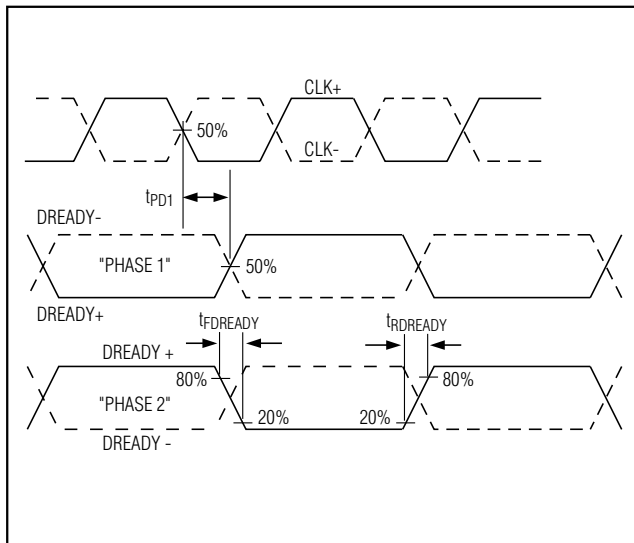 CLK+
50%
CLK-
tPD1
DREADY-
"PHASE 1"
50%
DREADY+
tFDREADY
tRDREADY
DREADY +
80%
80%
"PHASE 2"
20%
20%
DREADY -